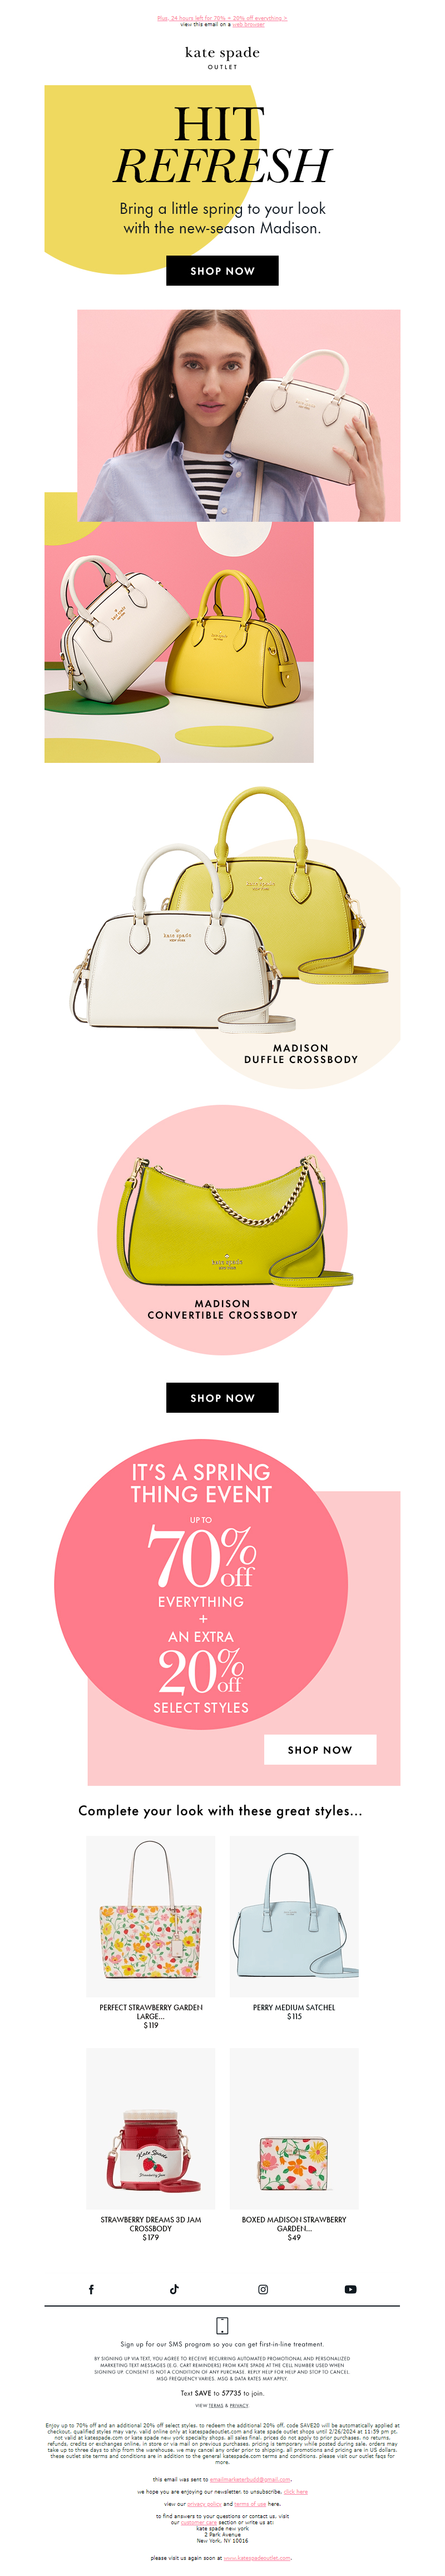 Plus, 24 hours left for 70% + 20% off everything >
view this email on a web browser
kate spade
OUTLET
HIT
REFRESH
Bring a little spring to your look
with the new-season Madison.
SHOP NOW
kate spade
NEW YORK
MADISON
DUFFLE CROSSBODY
kate spade
NEW YORK
MADISON
CONVERTIBLE CROSSBODY
SHOP NOW
IT'S A SPRING
THING EVENT
UP TO
70% off
EVERYTHING
+
AN EXTRA
20% off
SELECT STYLES
SHOP NOW
Complete your look with these great styles...
PERFECT STRAWBERRY GARDEN
LARGE...
$119
PERRY MEDIUM SATCHEL
$115
Kate Spade
Strawberry Jam
STRAWBERRY DREAMS 3D JAM
CROSSBODY
$179
BOXED MADISON STRAWBERRY
GARDEN...
$49
Sign up for our SMS program so you can get first-in-line treatment.
BY SIGNING UP VIA TEXT, YOU AGREE TO RECEIVE RECURRING AUTOMATED PROMOTIONAL AND PERSONALIZED
MARKETING TEXT MESSAGES (E.G. CART REMINDERS) FROM KATE SPADE AT THE CELL NUMBER USED WHEN
SIGNING UP. CONSENT IS NOT A CONDITION OF ANY PURCHASE. REPLY HELP FOR HELP AND STOP TO CANCEL.
MSG FREQUENCY VARIES. MSG & DATA RATES MAY APPLY.
Text SAVE to 57735 to join.
VIEW TERMS & PRIVACY
Enjoy up to 70% off and an additional 20% off select styles. to redeem the additional 20% off, code SAVE20 will be automatically applied at
checkout. qualified styles may vary. valid online only at katespadeoutlet.com and kate spade outlet shops until 2/26/2024 at 11:59 pm pt.
not valid at katespade.com or kate spade new york specialty shops. all sales final. prices do not apply to prior purchases. no returns,
refunds, credits or exchanges online, in store or via mail on previous purchases. pricing is temporary while posted during sale. orders may
take up to three days to ship from the warehouse. we may cancel any order prior to shipping. all promotions and pricing are in US dollars.
these outlet site terms and conditions are in addition to the general katespade.com terms and conditions. please visit our outlet faqs for
more.
this email was sent to emailmarketerbudd@gmail.com.
we hope you are enjoying our newsletter. to unsubscribe, click here
view our privacy policy and terms of use here.
to find answers to your questions or contact us, visit
our customer care section or write us at:
kate spade new york
2 Park Avenue
New York, NY 10016
please visit us again soon at www.katespadeoutlet.com.